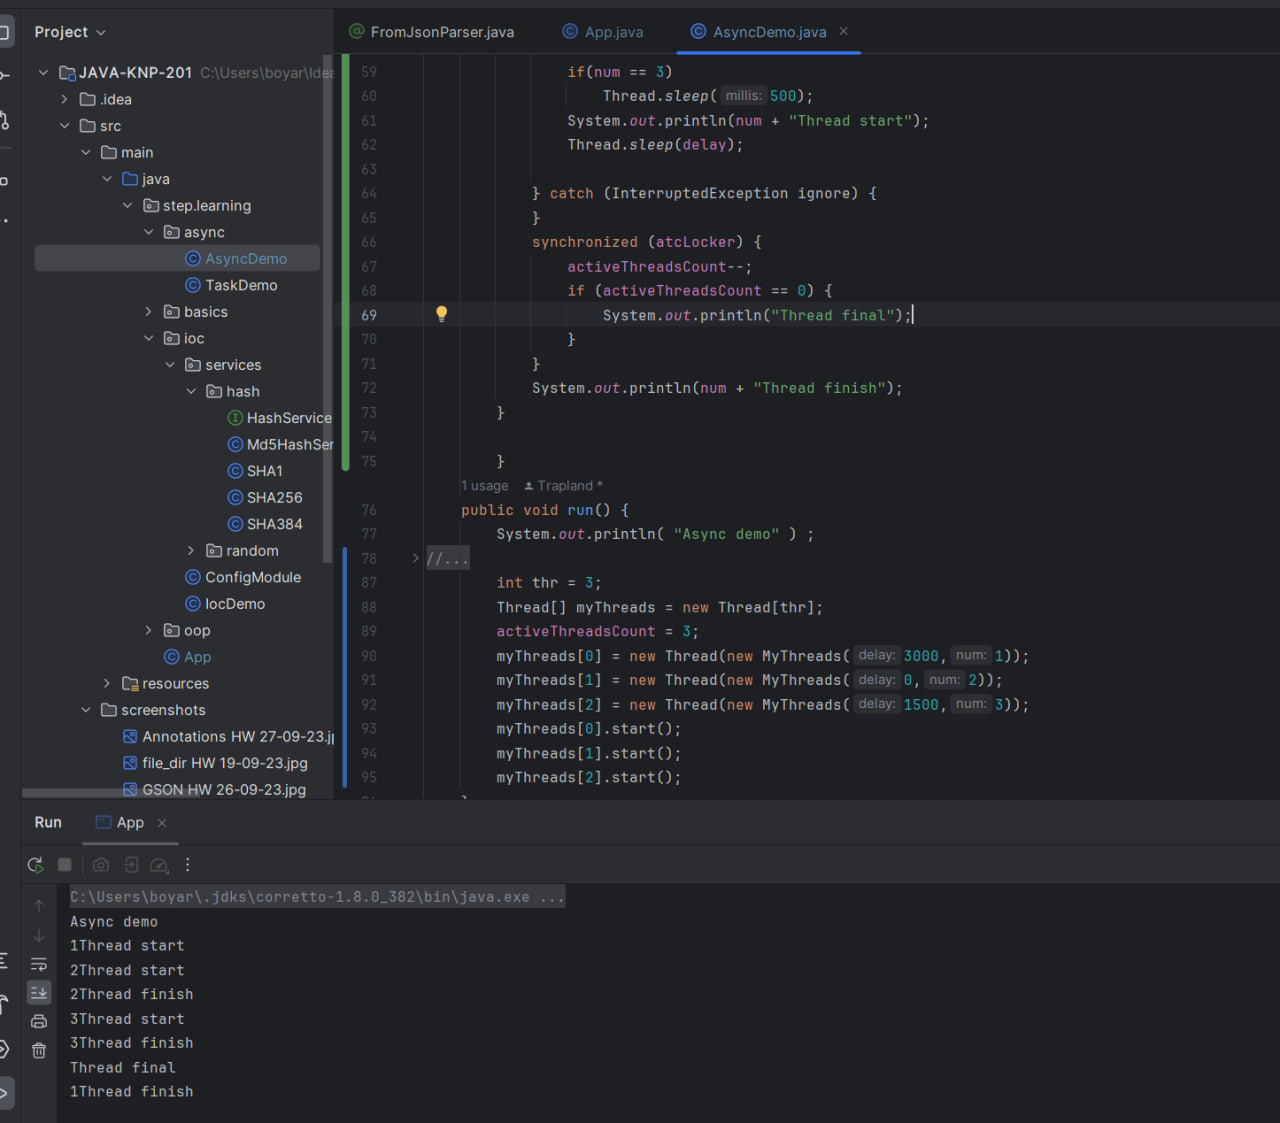 Project
JAVA-KNP-201 C:\Users\boyar\Idea
.idea
src
main
java
step.learning
async
AsyncDemo
TaskDemo
basics
ioc
services
hash
HashService
Md5HashSer
SHA1
SHA256
SHA384
random
ConfigModule
IocDemo
oop
App
resources
screenshots
Annotations HW 27-09-23.jp
file_dir HW 19-09-23.jpg
GSON HW 26-09-23.jpg
FromJsonParser.java App.java AsyncDemo.java
59 if(num == 3)
60 Thread.sleep( millis: 500);
61 System.out.println(num + "Thread start");
62 Thread.sleep(delay);
63
64 } catch (InterruptedException ignore) {
65 }
66 synchronized (atcLocker) {
67 activeThreadsCount--;
68 if (activeThreadsCount == 0) {
69 System.out.println("Thread final");
70 }
71 }
72 System.out.println(num + "Thread finish");
73 }
74
75 }
1 usage Trapland *
76 public void run() {
77 System.out.println( "Async demo" ) ;
78 //...
87 int thr = 3;
88 Thread[] myThreads = new Thread[thr];
89 activeThreadsCount = 3;
90 myThreads[0] = new Thread(new MyThreads( delay: 3000, num: 1));
91 myThreads[1] = new Thread(new MyThreads( delay: 0, num: 2));
92 myThreads[2] = new Thread(new MyThreads( delay: 1500, num: 3));
93 myThreads[0].start();
94 myThreads[1].start();
95 myThreads[2].start();
Run App
C:\Users\boyar\.jdks\corretto-1.8.0_382\bin\java.exe ...
Async demo
1Thread start
2Thread start
2Thread finish
3Thread start
3Thread finish
Thread final
1Thread finish